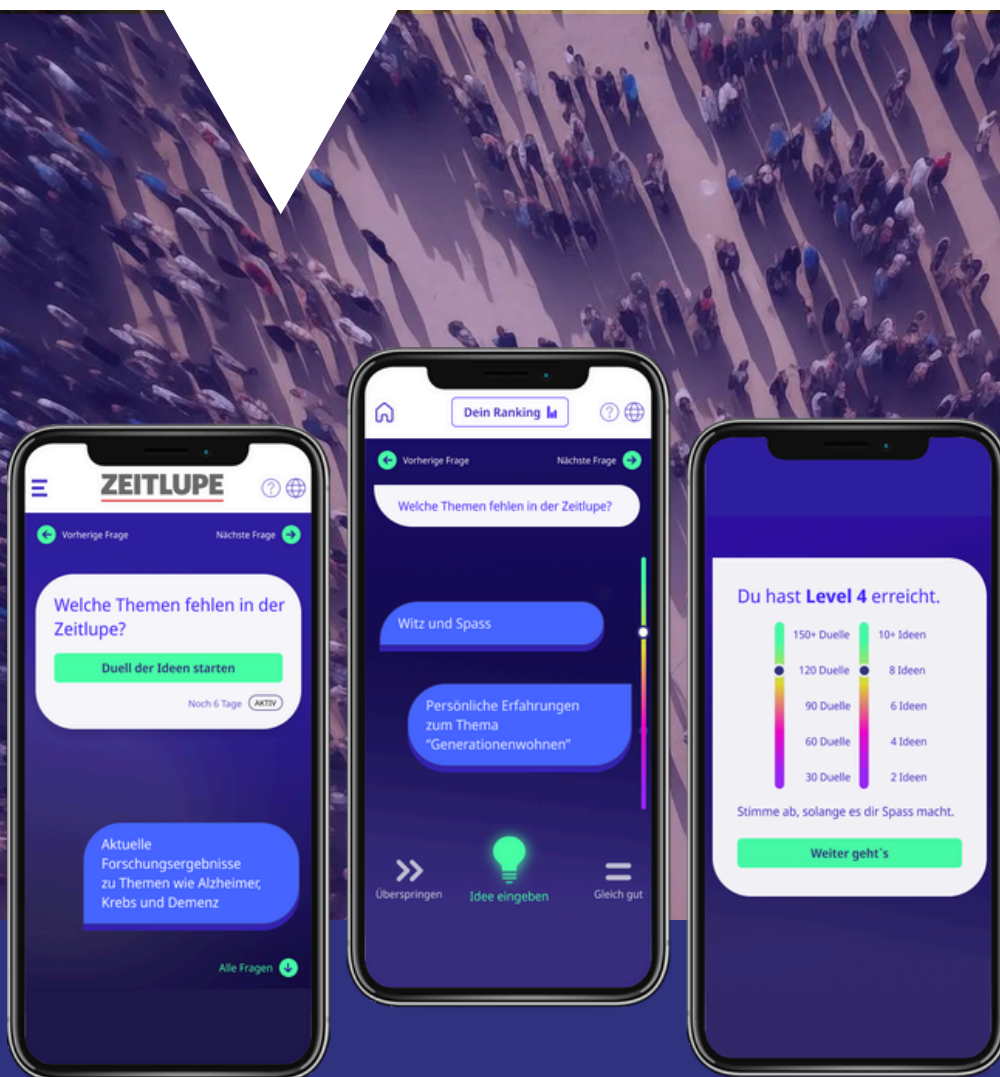 ZEITLUPE
Vorherige Frage
Nächste Frage
Welche Themen fehlen in der
Zeitlupe?
Duell der Ideen starten
Noch 6 Tage
AKTIV
Aktuelle
Forschungsergebnisse
zu Themen wie Alzheimer,
Krebs und Demenz
Alle Fragen
Dein Ranking
Vorherige Frage
Nächste Frage
Welche Themen fehlen in der Zeitlupe?
Witz und Spass
Persönliche Erfahrungen
zum Thema
"Generationenwohnen"
Überspringen
Idee eingeben
Gleich gut
Du hast Level 4 erreicht.
150+ Duelle
10+ Ideen
120 Duelle
8 Ideen
90 Duelle
6 Ideen
60 Duelle
4 Ideen
30 Duelle
2 Ideen
Stimme ab, solange es dir Spass macht.
Weiter geht`s